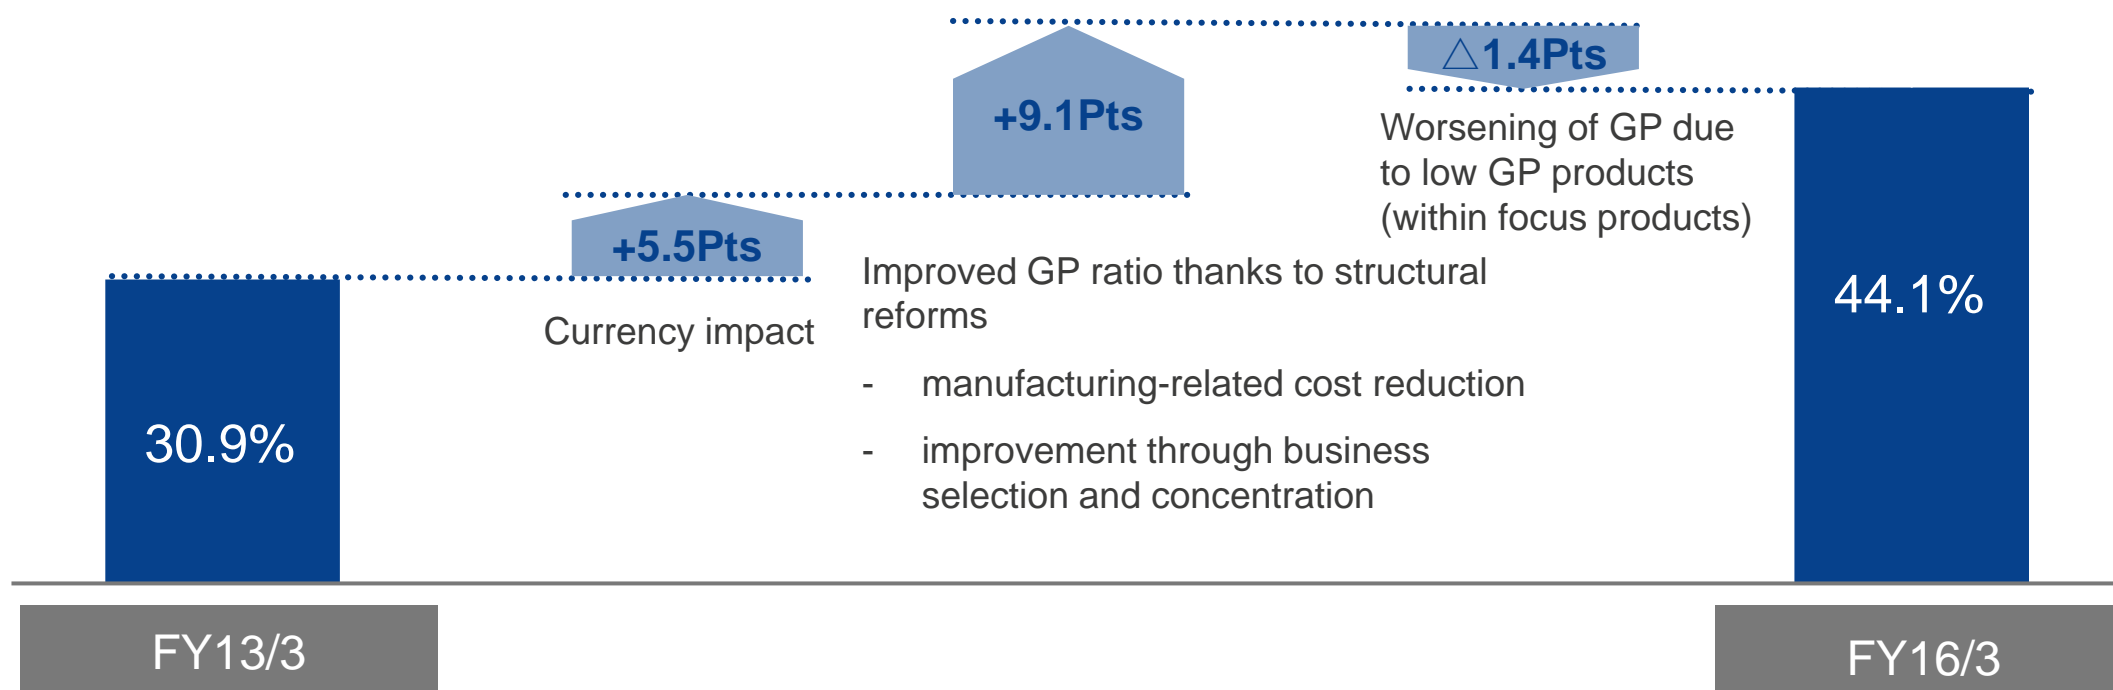 30.9%
FY13/3
+5.5Pts
Currency impact
+9.1Pts
Improved GP ratio thanks to structural
reforms
- manufacturing-related cost reduction
- improvement through business
selection and concentration
△1.4Pts
Worsening of GP due
to low GP products
(within focus products)
44.1%
FY16/3